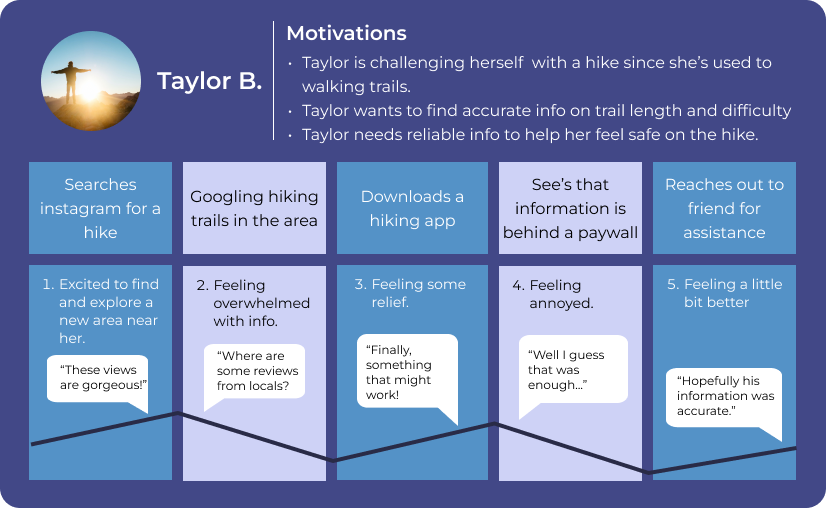 Taylor B.
Motivations
• Taylor is challenging herself  with a hike since she's used to
walking trails.
• Taylor wants to find accurate info on trail length and difficulty
• Taylor needs reliable info to help her feel safe on the hike.
Searches
instagram for a
hike
Googling hiking
trails in the area
Downloads a
hiking app
See's that
information is
behind a paywall
Reaches out to
friend for
assistance
1. Excited to find
and explore a
new area near
her.
"These views
are gorgeous!"
2. Feeling
overwhelmed
with info.
"Where are
some reviews
from locals?
3. Feeling some
relief.
"Finally,
something
that might
work!
4. Feeling
annoyed.
"Well I guess
that was
enough..."
5. Feeling a little
bit better
"Hopefully his
information was
accurate."